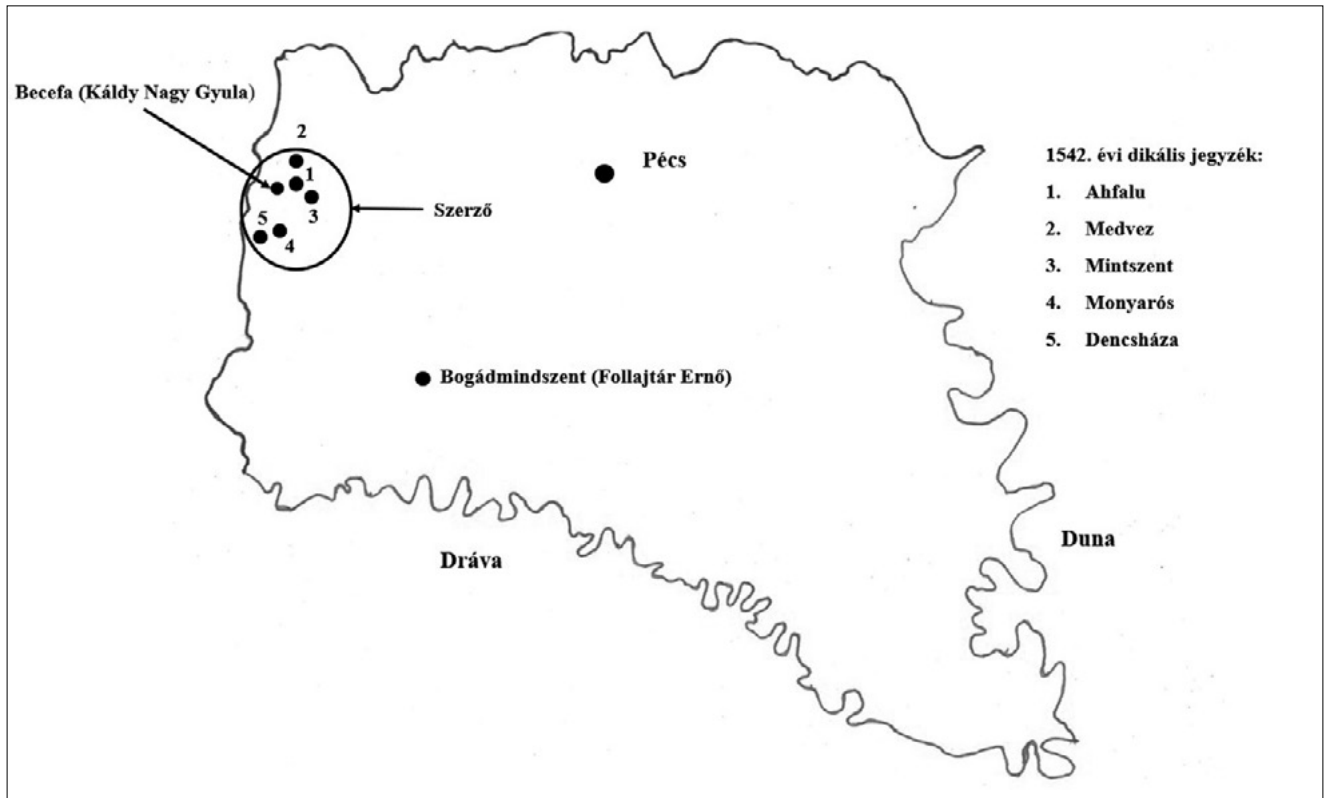 Becefa (Káldy Nagy Gyula)
2
1
3
5
4
Szerző
Pécs
Bogádmindszent (Follajtár Ernő)
Dráva
Duna
1542. évi dikális jegyzék:
1. Ahfalu
2. Medvez
3. Mintszent
4. Monyarós
5. Dencsháza